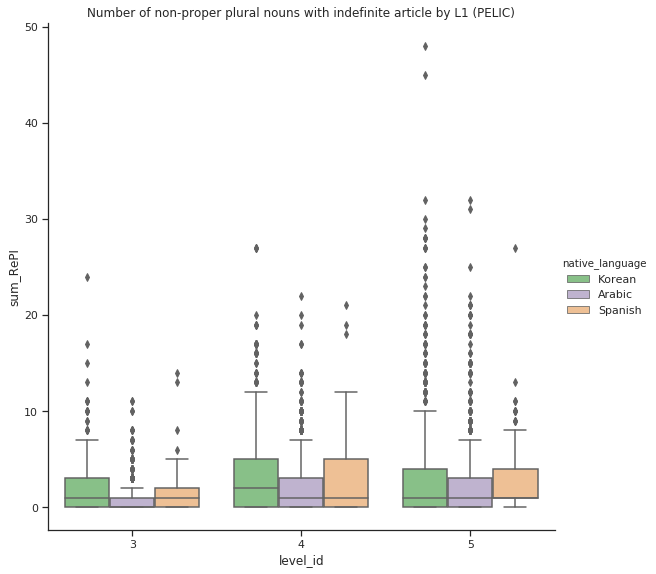 Number of non-proper plural nouns with indefinite article by L1 (PELIC)
50
40
30
20
10
0
sum_RePl
3
4
5
level_id
native_language
Korean
Arabic
Spanish